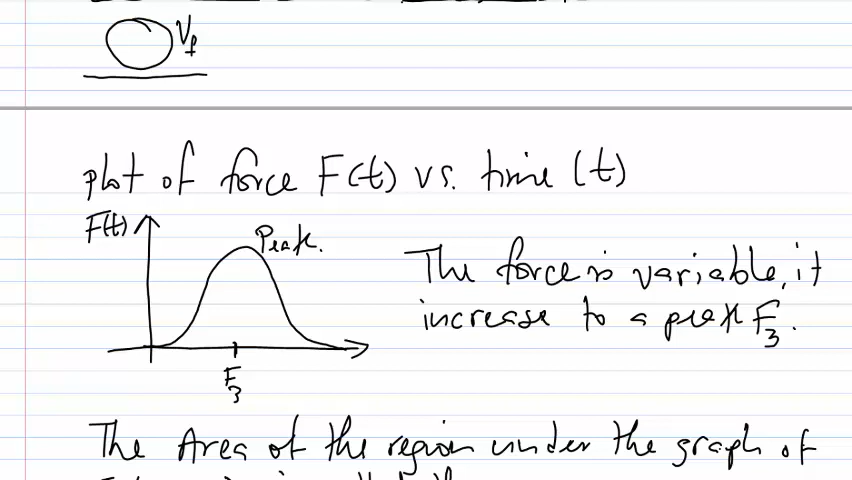 Vf
plot of force F(t) vs. time (t)
F(t)
Peak.
The force is variable, it
increase to a peak F3.
F3
The Area of the region under the graph of